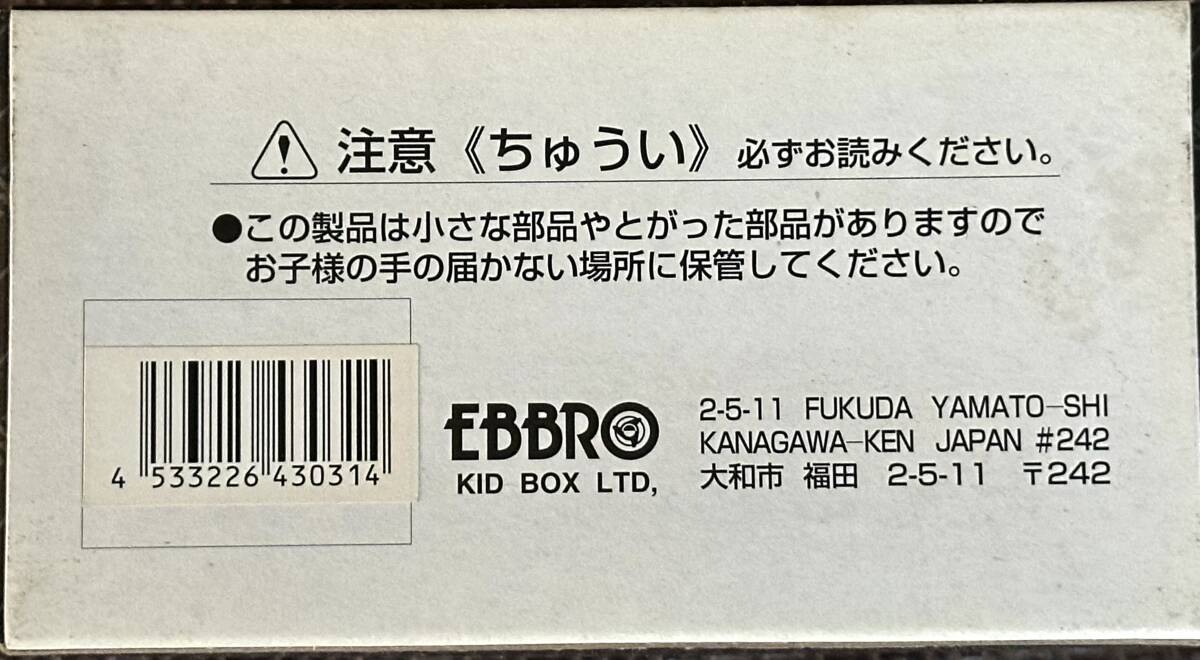 注意《ちゅうい》必ずお読みください。
●この製品は小さな部品やとがった部品がありますので
お子様の手の届かない場所に保管してください。
4 533226 430314
EBBRO
KID BOX LTD,
2-5-11 FUKUDA YAMATO-SHI
KANAGAWA-KEN JAPAN #242
大和市 福田 2-5-11 〒242